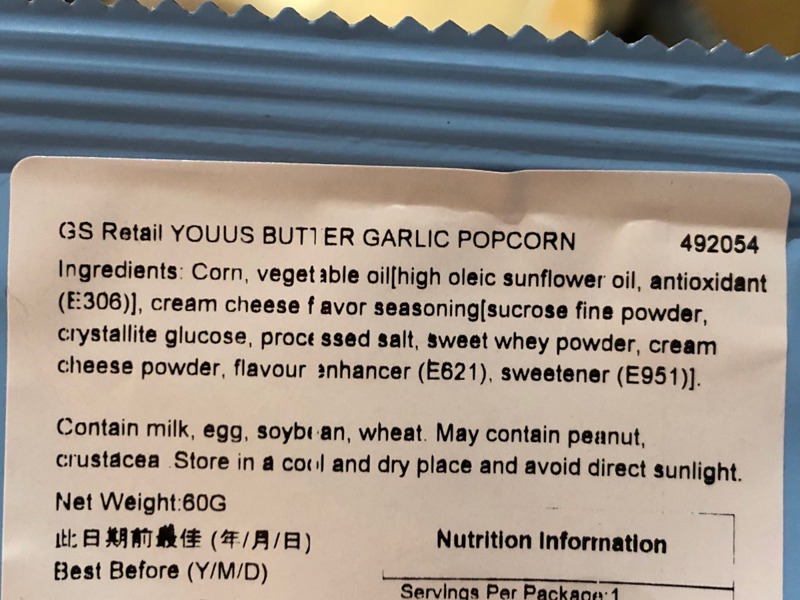 GS Retail YOUUS BUTTER GARLIC POPCORN 492054
Ingredients: Corn, vegetable oil[high oleic sunflower oil, antioxidant
(E306)], cream cheese flavor seasoning[sucrose fine powder,
crystallite glucose, processed salt, sweet whey powder, cream
cheese powder, flavour enhancer (E621), sweetener (E951)].
Contain milk, egg, soybean, wheat. May contain peanut,
crustacea .Store in a cool and dry place and avoid direct sunlight.
Net Weight:60G
此日期前最佳 (年/月/日)
Best Before (Y/M/D)
Nutrition Information
Servings Per Package:1